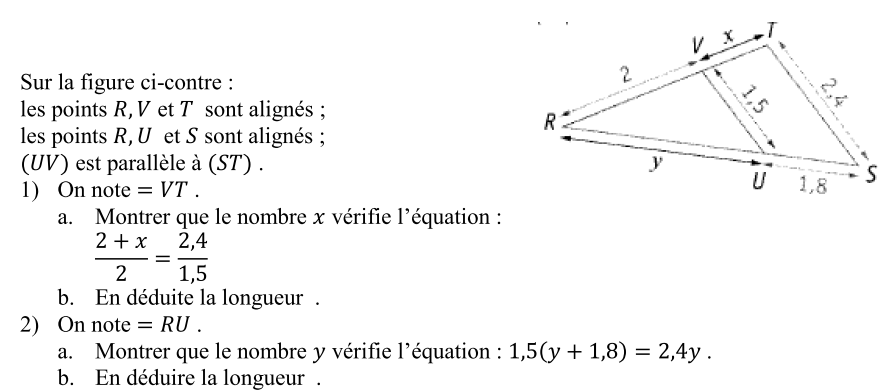 Sur la figure ci-contre :
les points R, V et T sont alignés ;
les points R, U et S sont alignés ;
(UV) est parallèle à (ST) .
1) On note = VT .
a. Montrer que le nombre x vérifie l'équation :
2 + x / 2 = 2,4 / 1,5
b. En déduite la longueur .
2) On note = RU .
a. Montrer que le nombre y vérifie l'équation : 1,5(y + 1,8) = 2,4y .
b. En déduire la longueur .
T
x
V
2
2,4
1,5
R
y
U
1,8
S